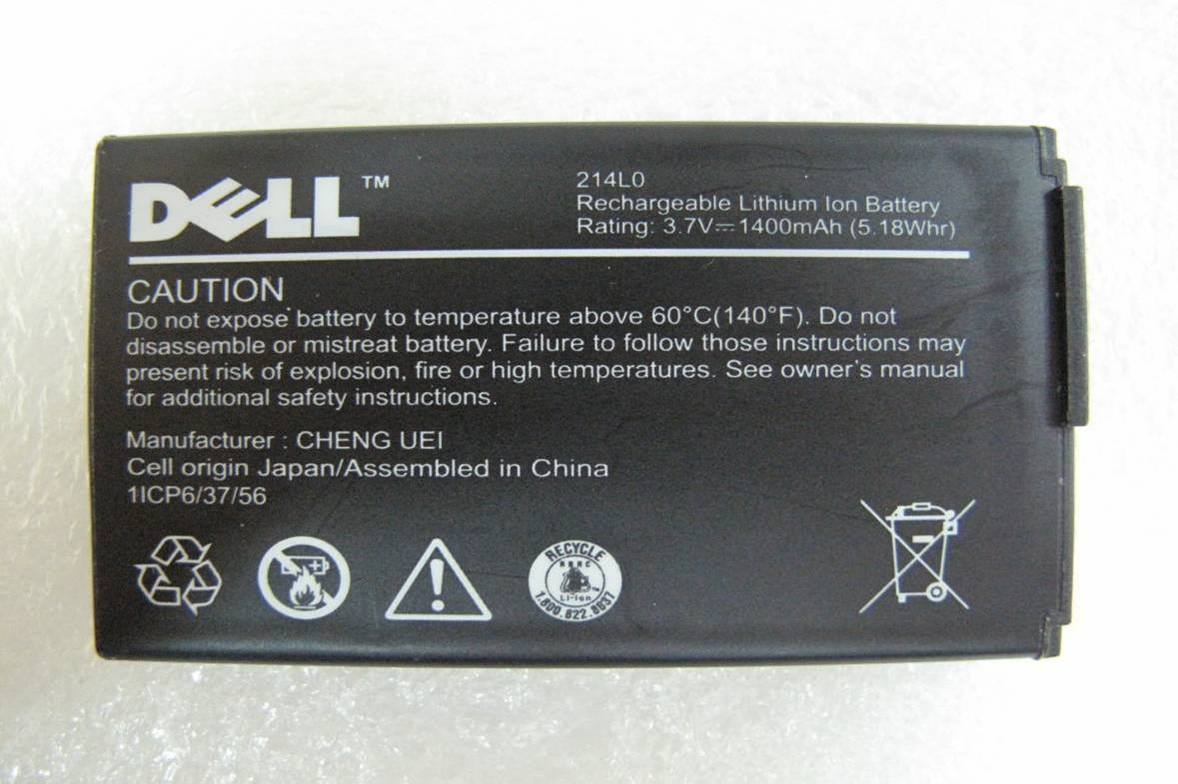 DELL™
214L0
Rechargeable Lithium Ion Battery
Rating: 3.7V⎓1400mAh (5.18Whr)
CAUTION
Do not expose battery to temperature above 60°C(140°F). Do not
disassemble or mistreat battery. Failure to follow those instructions may
present risk of explosion, fire or high temperatures. See owner's manual
for additional safety instructions.
Manufacturer : CHENG UEI
Cell origin Japan/Assembled in China
1ICP6/37/56
RECYCLE
RBRC
Li-Ion
1.800.822.8837